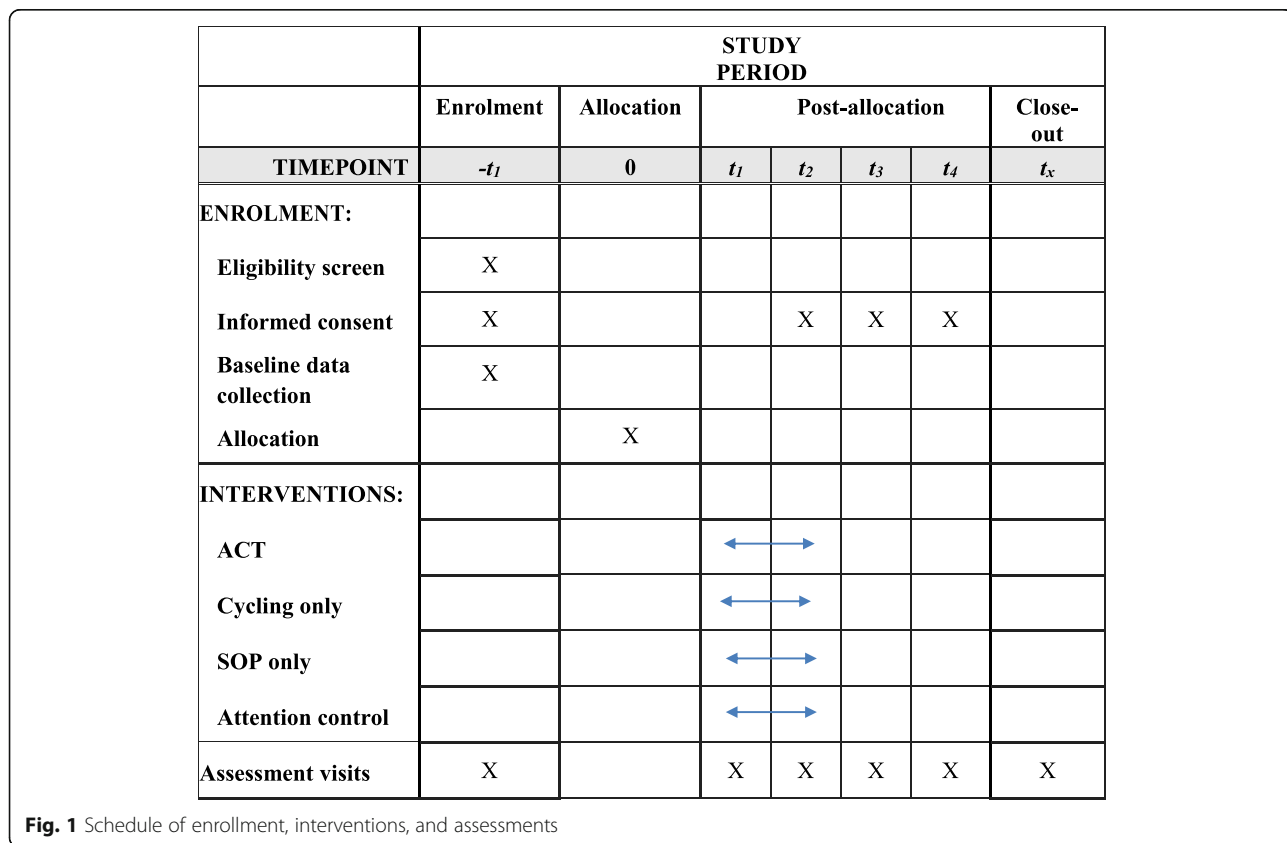 STUDY
PERIOD
Enrolment Allocation Post-allocation Close-
out
TIMEPOINT -t1 0 t1 t2 t3 t4 tx
ENROLMENT:
Eligibility screen X
Informed consent X X X X
Baseline data
collection X
Allocation X
INTERVENTIONS:
ACT
Cycling only
SOP only
Attention control
Assessment visits X X X X X X
Fig. 1 Schedule of enrollment, interventions, and assessments